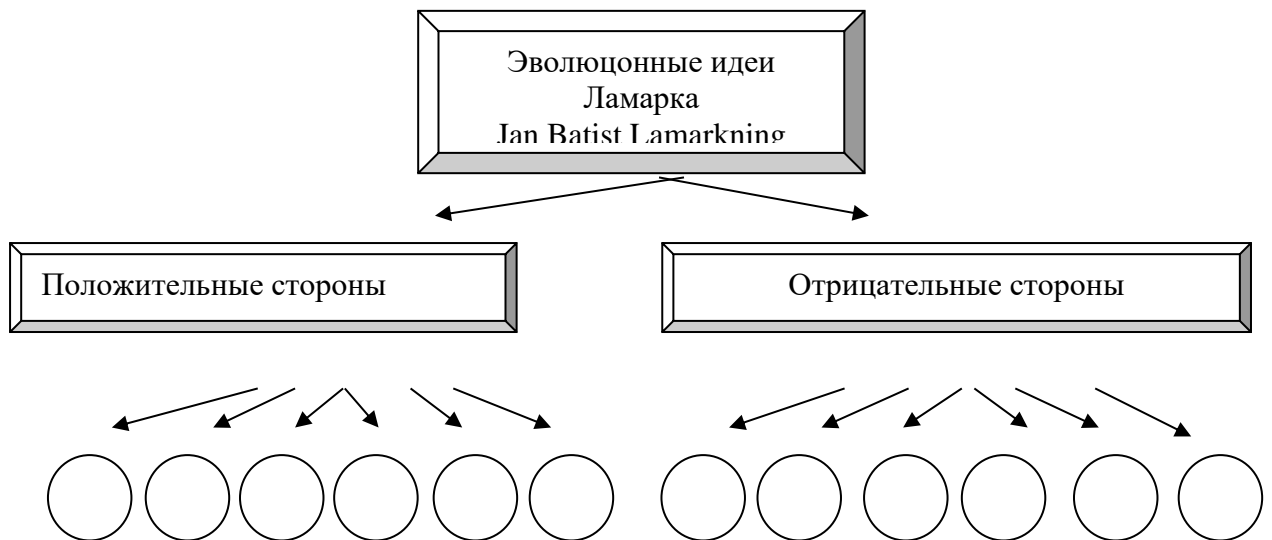 Эволюцонные идеи
Ламарка
Jan Batist Lamarkning
Положительные стороны
Отрицательные стороны